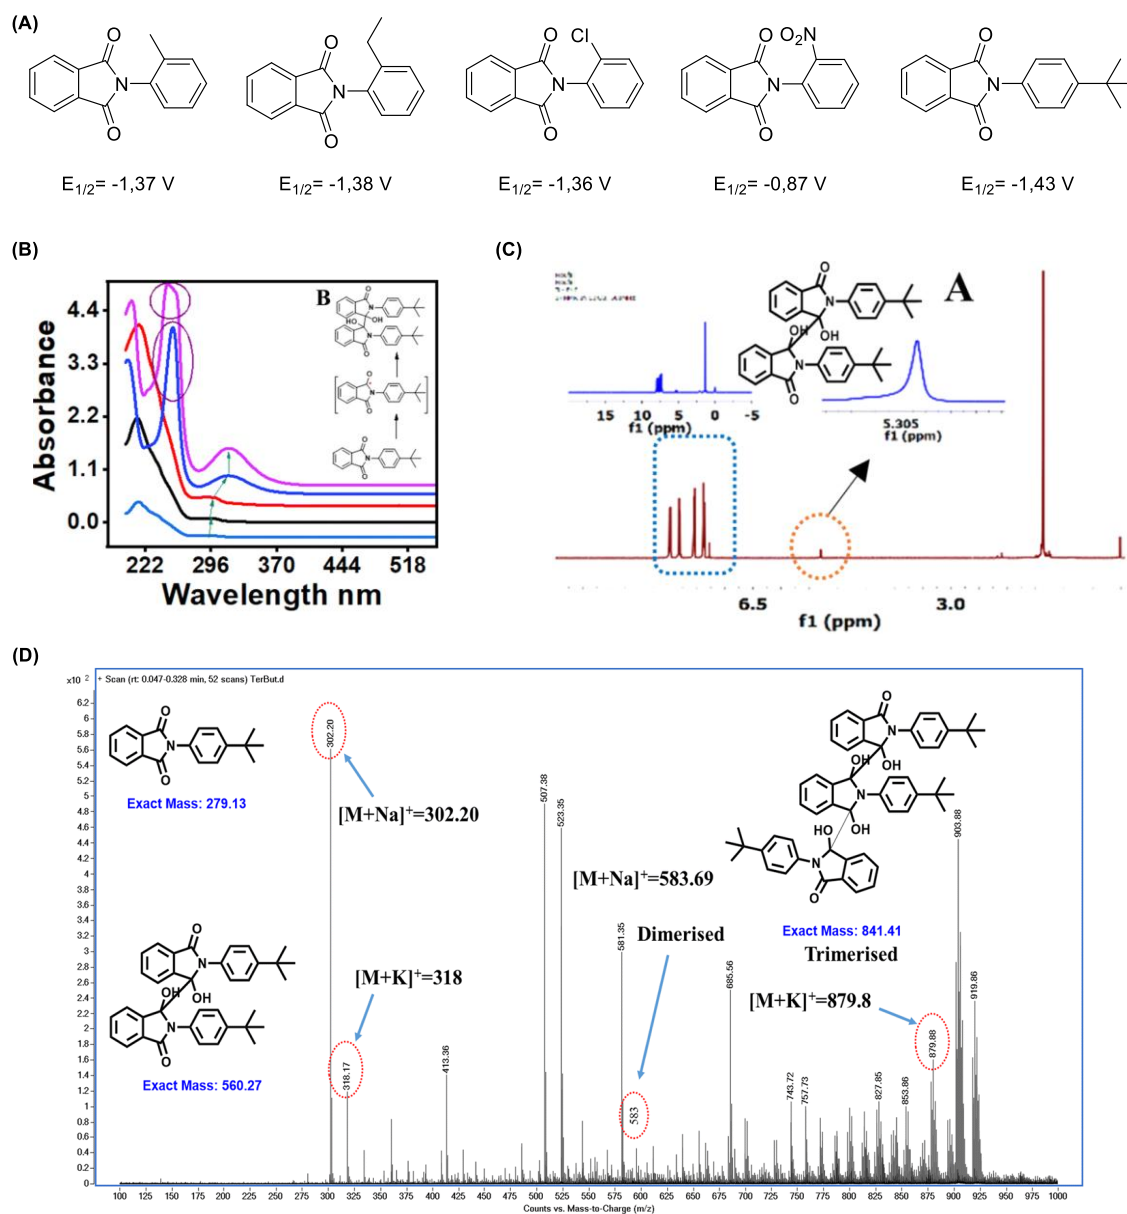 (A)
O
N
O
O
N
O
O
Cl
N
O
O
O2N
N
O
O
N
O
E1/2= -1,37 V
E1/2= -1,38 V
E1/2= -1,36 V
E1/2= -0,87 V
E1/2= -1,43 V
(B)
B
4.4
3.3
2.2
1.1
0.0
Absorbance
222 296 370 444 518
Wavelength nm
(C)
A
15 10 5 0 -5
f1 (ppm)
5.305
f1 (ppm)
6.5 3.0
f1 (ppm)
(D)
x10 2
+ Scan (rt: 0.047-0.328 min, 52 scans) TerBut.d
6.2
6
5.8
5.6
5.4
5.2
5
4.8
4.6
4.4
4.2
4
3.8
3.6
3.4
3.2
3
2.8
2.6
2.4
2.2
2
1.8
1.6
1.4
1.2
1
0.8
0.6
0.4
0.2
0
Exact Mass: 279.13
302.20
[M+Na]+=302.20
507.38
523.35
[M+Na]+=583.69
Dimerised
581.35
583
685.56
Exact Mass: 841.41
Trimerised
[M+K]+=879.8
903.88
919.86
879.88
[M+K]+=318
318.17
413.36
743.72
757.73
827.85
853.86
Exact Mass: 560.27
100 125 150 175 200 225 250 275 300 325 350 375 400 425 450 475 500 525 550 575 600 625 650 675 700 725 750 775 800 825 850 875 900 925 950 975 1000
Counts vs. Mass-to-Charge (m/z)